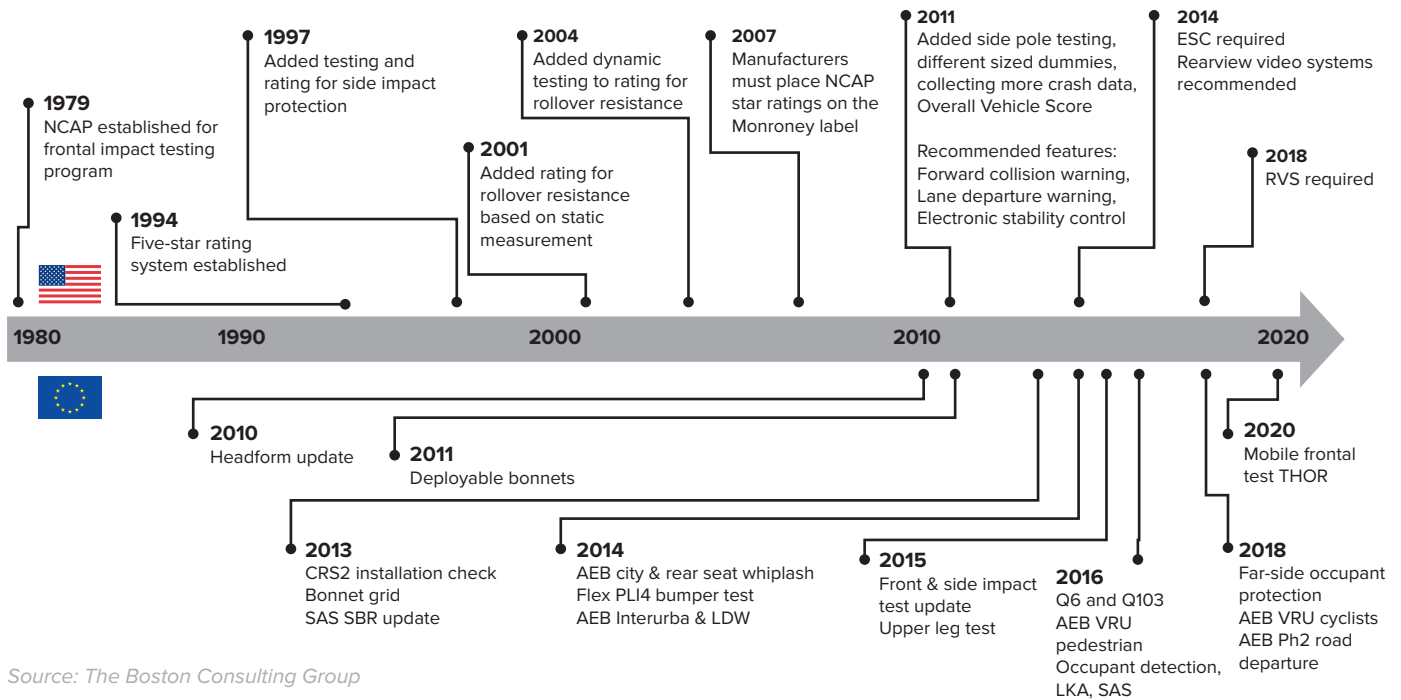 1979
NCAP established for
frontal impact testing
program
1994
Five-star rating
system established
1997
Added testing and
rating for side impact
protection
2001
Added rating for
rollover resistance
based on static
measurement
2004
Added dynamic
testing to rating for
rollover resistance
2007
Manufacturers
must place NCAP
star ratings on the
Monroney label
2011
Added side pole testing,
different sized dummies,
collecting more crash data,
Overall Vehicle Score
Recommended features:
Forward collision warning,
Lane departure warning,
Electronic stability control
2014
ESC required
Rearview video systems
recommended
2018
RVS required
1980
1990
2000
2010
2020
2010
Headform update
2011
Deployable bonnets
2013
CRS2 installation check
Bonnet grid
SAS SBR update
2014
AEB city & rear seat whiplash
Flex PLI4 bumper test
AEB Interurba & LDW
2015
Front & side impact
test update
Upper leg test
2016
Q6 and Q103
AEB VRU
pedestrian
Occupant detection,
LKA, SAS
2018
Far-side occupant
protection
AEB VRU cyclists
AEB Ph2 road
departure
2020
Mobile frontal
test THOR
Source: The Boston Consulting Group